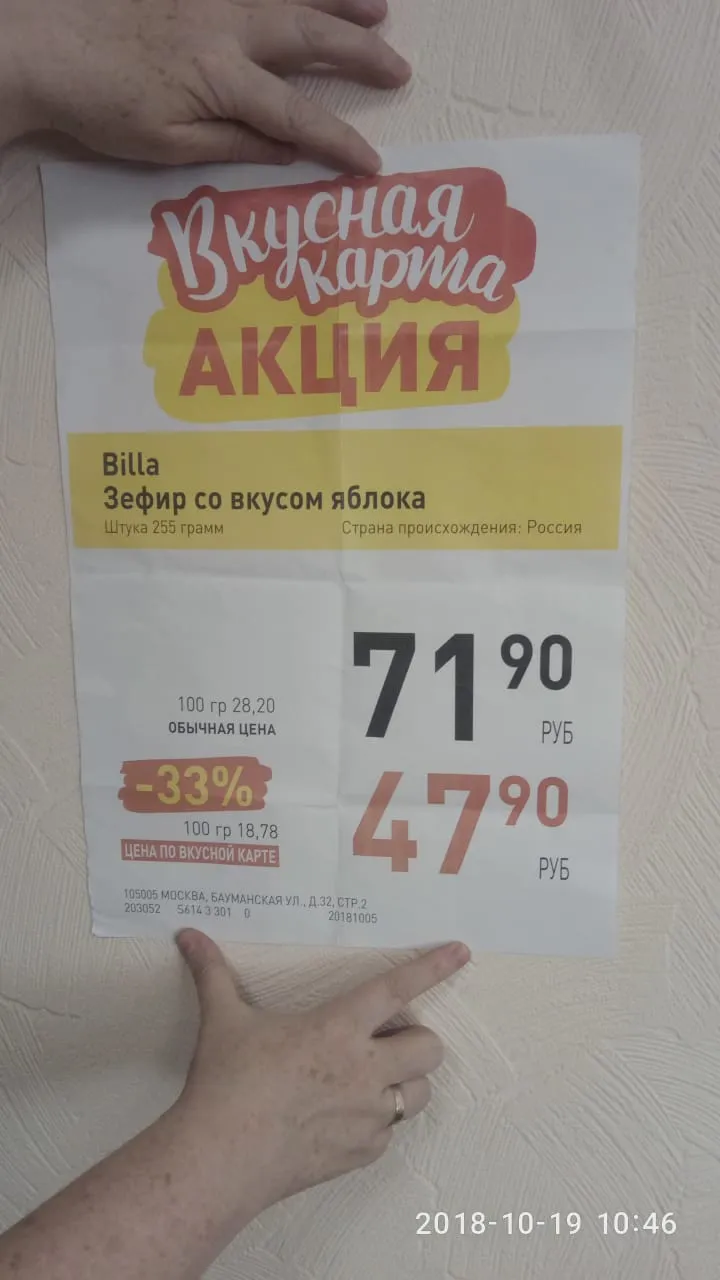 Вкусная
карта
АКЦИЯ
Billa
Зефир со вкусом яблока
Штука 255 грамм Страна происхождения: Россия
71 90
100 гр 28,20
ОБЫЧНАЯ ЦЕНА РУБ
-33% 47 90
100 гр 18,78
ЦЕНА ПО ВКУСНОЙ КАРТЕ РУБ
105005 МОСКВА, БАУМАНСКАЯ УЛ., Д.32, СТР.2
203052 S614 3 301 0 20181005
2018-10-19 10:46